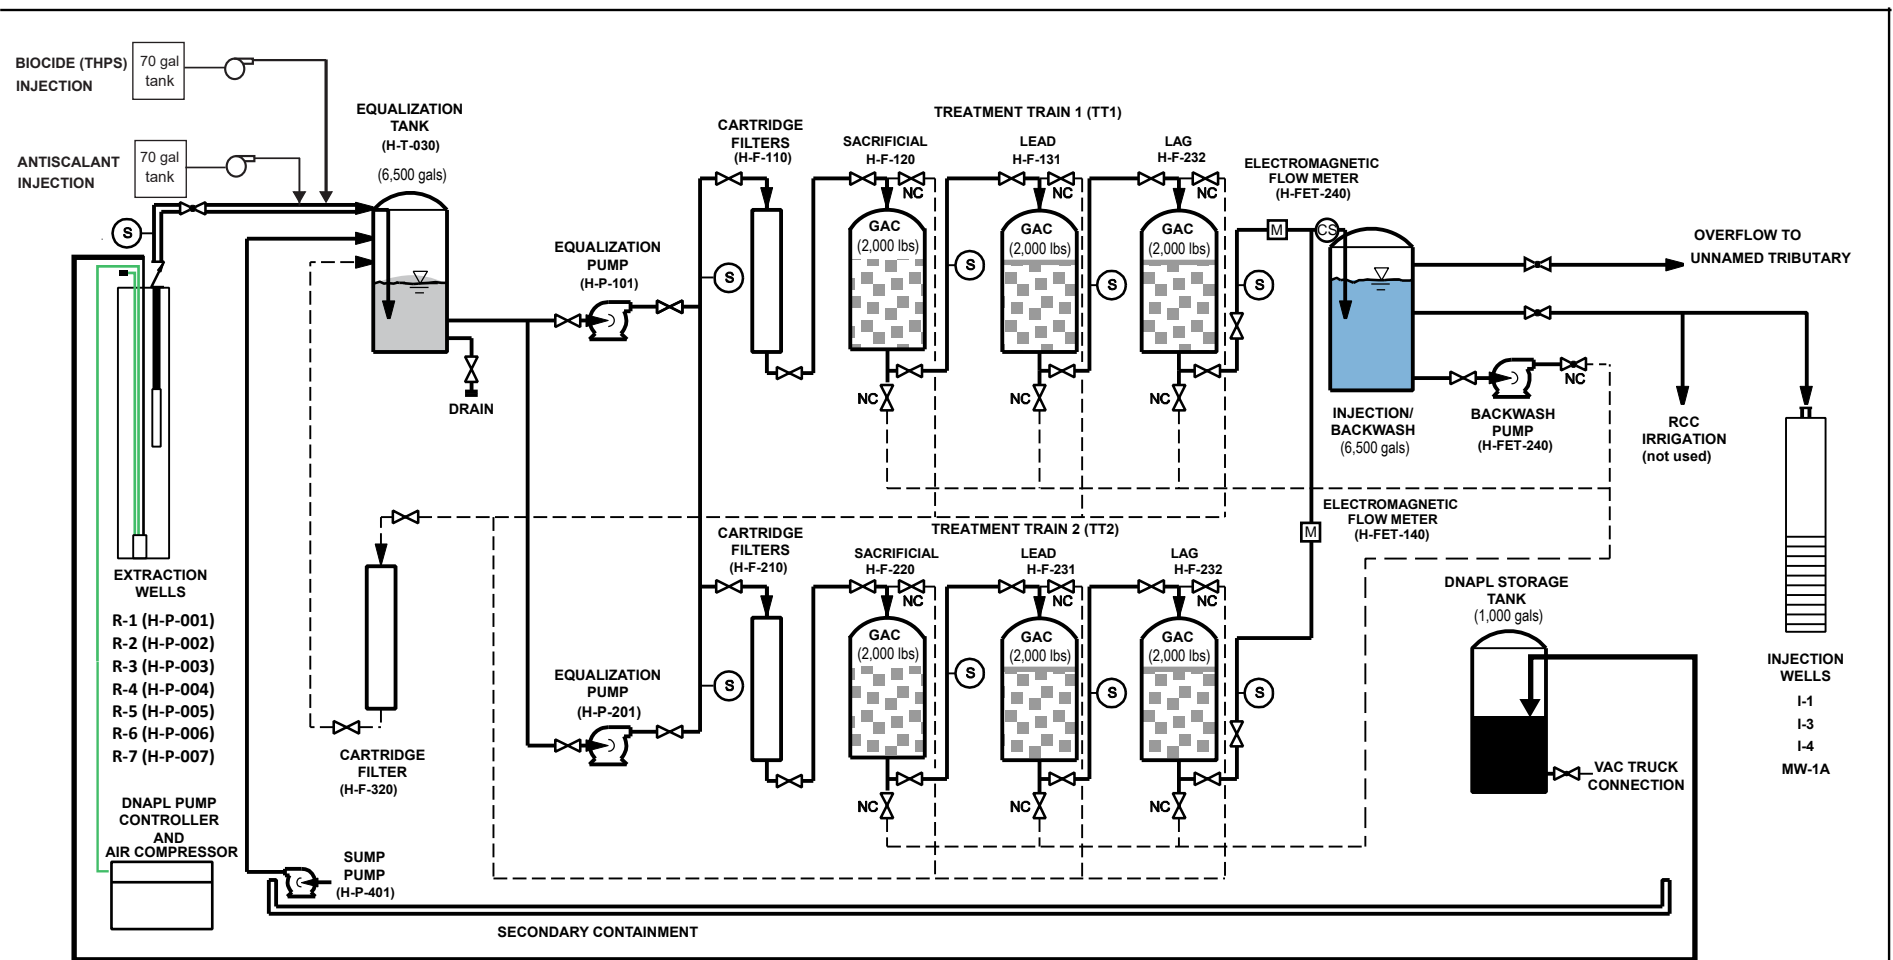 BIOCIDE (THPS)
INJECTION
70 gal
tank
ANTISCALANT
INJECTION
70 gal
tank
S
EQUALIZATION
TANK
(H-T-030)
(6,500 gals)
DRAIN
EXTRACTION
WELLS
R-1 (H-P-001)
R-2 (H-P-002)
R-3 (H-P-003)
R-4 (H-P-004)
R-5 (H-P-005)
R-6 (H-P-006)
R-7 (H-P-007)
DNAPL PUMP
CONTROLLER
AND
AIR COMPRESSOR
CARTRIDGE
FILTER
(H-F-320)
SUMP
PUMP
(H-P-401)
SECONDARY CONTAINMENT
EQUALIZATION
PUMP
(H-P-101)
EQUALIZATION
PUMP
(H-P-201)
TREATMENT TRAIN 1 (TT1)
CARTRIDGE
FILTERS
(H-F-110)
S
SACRIFICIAL
H-F-120
NC
GAC
(2,000 lbs)
NC
S
LEAD
H-F-131
NC
GAC
(2,000 lbs)
NC
S
LAG
H-F-232
NC
GAC
(2,000 lbs)
NC
S
ELECTROMAGNETIC
FLOW METER
(H-FET-240)
M
CS
INJECTION/
BACKWASH
(6,500 gals)
OVERFLOW TO
UNNAMED TRIBUTARY
BACKWASH
PUMP
(H-FET-240)
NC
RCC
IRRIGATION
(not used)
INJECTION
WELLS
I-1
I-3
I-4
MW-1A
TREATMENT TRAIN 2 (TT2)
CARTRIDGE
FILTERS
(H-F-210)
S
SACRIFICIAL
H-F-220
NC
GAC
(2,000 lbs)
NC
S
LEAD
H-F-231
NC
GAC
(2,000 lbs)
NC
S
LAG
H-F-232
NC
GAC
(2,000 lbs)
NC
S
ELECTROMAGNETIC
FLOW METER
(H-FET-140)
M
DNAPL STORAGE
TANK
(1,000 gals)
VAC TRUCK
CONNECTION